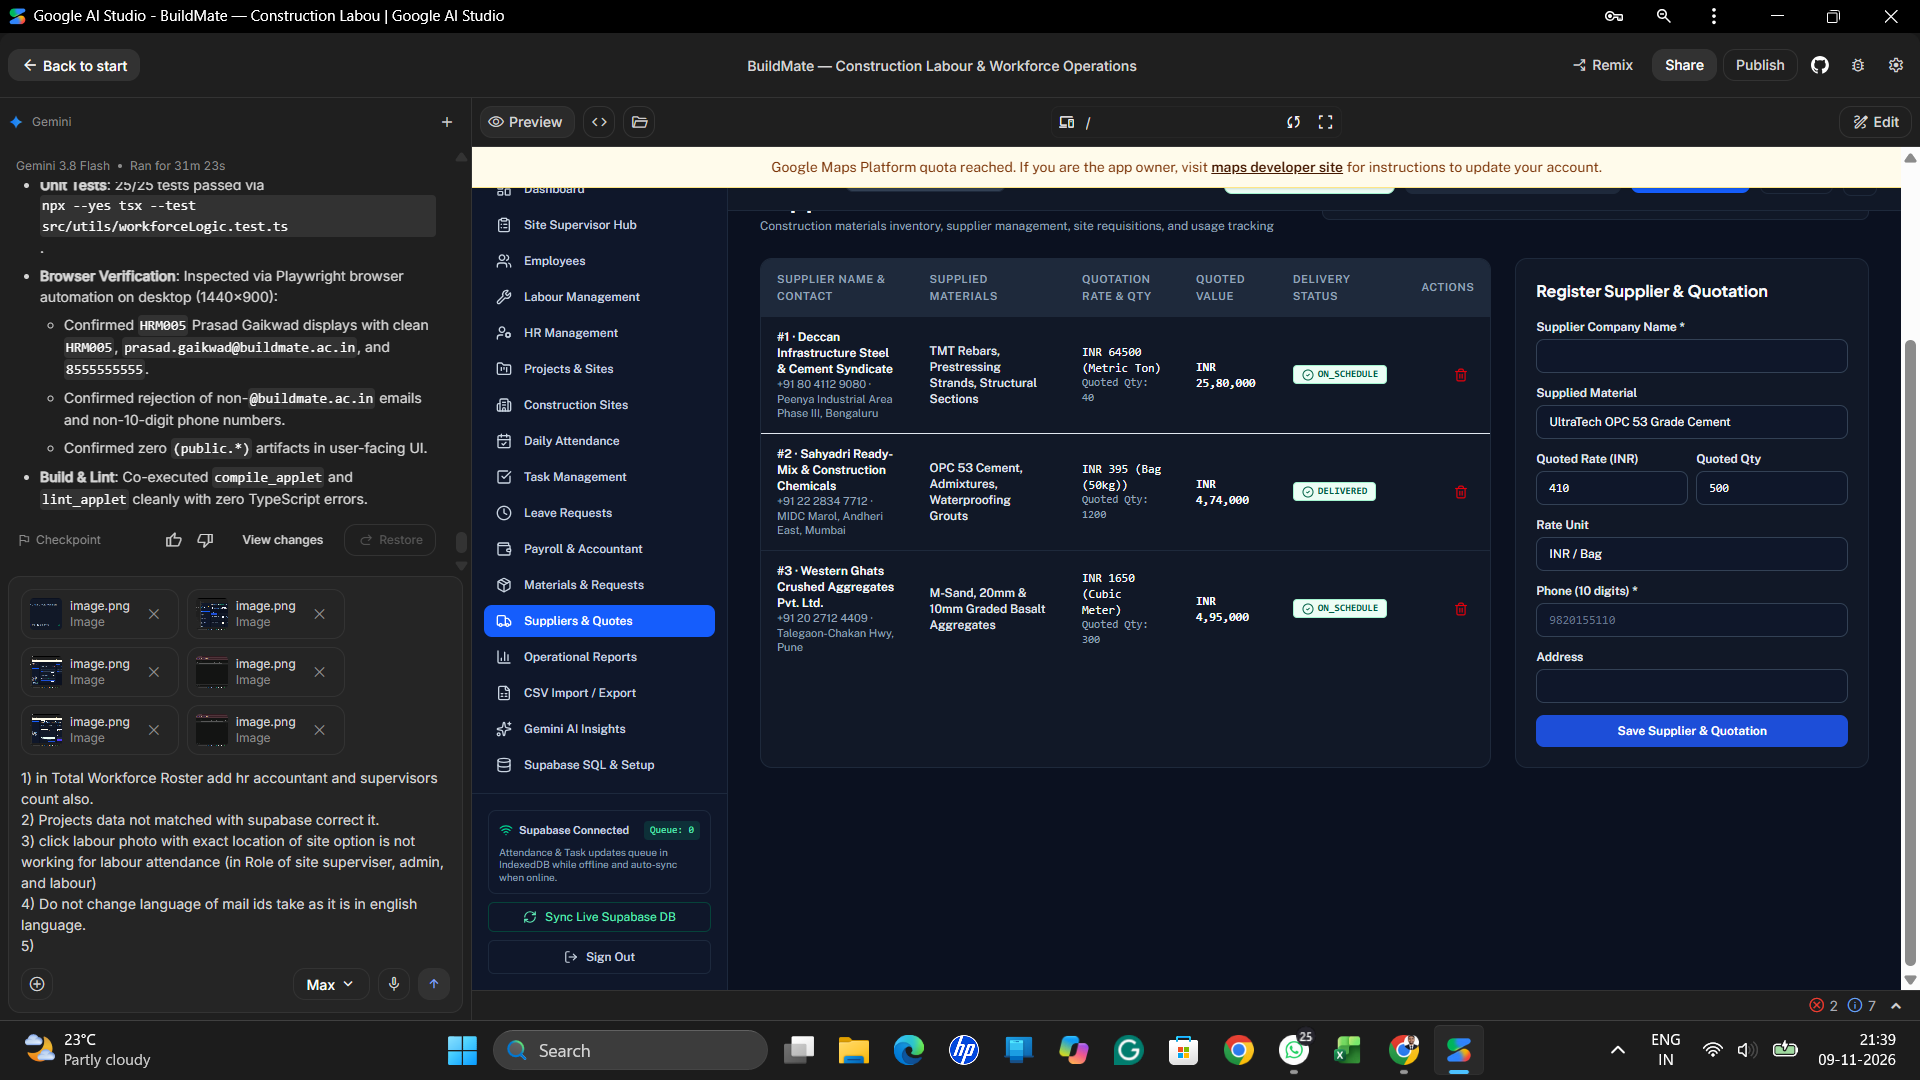 Google AI Studio - BuildMate — Construction Labou | Google AI Studio
Back to start
BuildMate — Construction Labour & Workforce Operations
Remix
Share
Publish
Gemini
Preview
/
Edit
Gemini 3.8 Flash • Ran for 31m 23s
Unit Tests: 25/25 tests passed via
npx --yes tsx --test
src/utils/workforceLogic.test.ts
.
Browser Verification: Inspected via Playwright browser
automation on desktop (1440×900):
Confirmed HRM005 Prasad Gaikwad displays with clean
HRM005, prasad.gaikwad@buildmate.ac.in, and
8555555555.
Confirmed rejection of non-@buildmate.ac.in emails
and non-10-digit phone numbers.
Confirmed zero (public.*) artifacts in user-facing UI.
Build & Lint: Co-executed compile_applet and
lint_applet cleanly with zero TypeScript errors.
Checkpoint
View changes
Restore
image.png
Image
image.png
Image
image.png
Image
image.png
Image
image.png
Image
image.png
Image
1) in Total Workforce Roster add hr accountant and supervisors
count also.
2) Projects data not matched with supabase correct it.
3) click labour photo with exact location of site option is not
working for labour attendance (in Role of site superviser, admin,
and labour)
4) Do not change language of mail ids take as it is in english
language.
5)
Max
Google Maps Platform quota reached. If you are the app owner, visit maps developer site for instructions to update your account.
Dashboard
Site Supervisor Hub
Employees
Labour Management
HR Management
Projects & Sites
Construction Sites
Daily Attendance
Task Management
Leave Requests
Payroll & Accountant
Materials & Requests
Suppliers & Quotes
Operational Reports
CSV Import / Export
Gemini AI Insights
Supabase SQL & Setup
Supabase Connected
Queue: 0
Attendance & Task updates queue in
IndexedDB while offline and auto-sync
when online.
Sync Live Supabase DB
Sign Out
Construction materials inventory, supplier management, site requisitions, and usage tracking
SUPPLIER NAME &
CONTACT
SUPPLIED
MATERIALS
QUOTATION
RATE & QTY
QUOTED
VALUE
DELIVERY
STATUS
ACTIONS
#1 · Deccan
Infrastructure Steel
& Cement Syndicate
+91 80 4112 9080 ·
Peenya Industrial Area
Phase III, Bengaluru
TMT Rebars,
Prestressing
Strands, Structural
Sections
INR 64500
(Metric Ton)
Quoted Qty:
40
INR
25,80,000
ON_SCHEDULE
#2 · Sahyadri Ready-
Mix & Construction
Chemicals
+91 22 2834 7712 ·
MIDC Marol, Andheri
East, Mumbai
OPC 53 Cement,
Admixtures,
Waterproofing
Grouts
INR 395 (Bag
(50kg))
Quoted Qty:
1200
INR
4,74,000
DELIVERED
#3 · Western Ghats
Crushed Aggregates
Pvt. Ltd.
+91 20 2712 4409 ·
Talegaon-Chakan Hwy,
Pune
M-Sand, 20mm &
10mm Graded Basalt
Aggregates
INR 1650
(Cubic
Meter)
Quoted Qty:
300
INR
4,95,000
ON_SCHEDULE
Register Supplier & Quotation
Supplier Company Name *
Supplied Material
UltraTech OPC 53 Grade Cement
Quoted Rate (INR)
Quoted Qty
410
500
Rate Unit
INR / Bag
Phone (10 digits) *
9820155110
Address
Save Supplier & Quotation
2
7
23°C
Partly cloudy
Search
hp
25
ENG
IN
21:39
09-11-2026